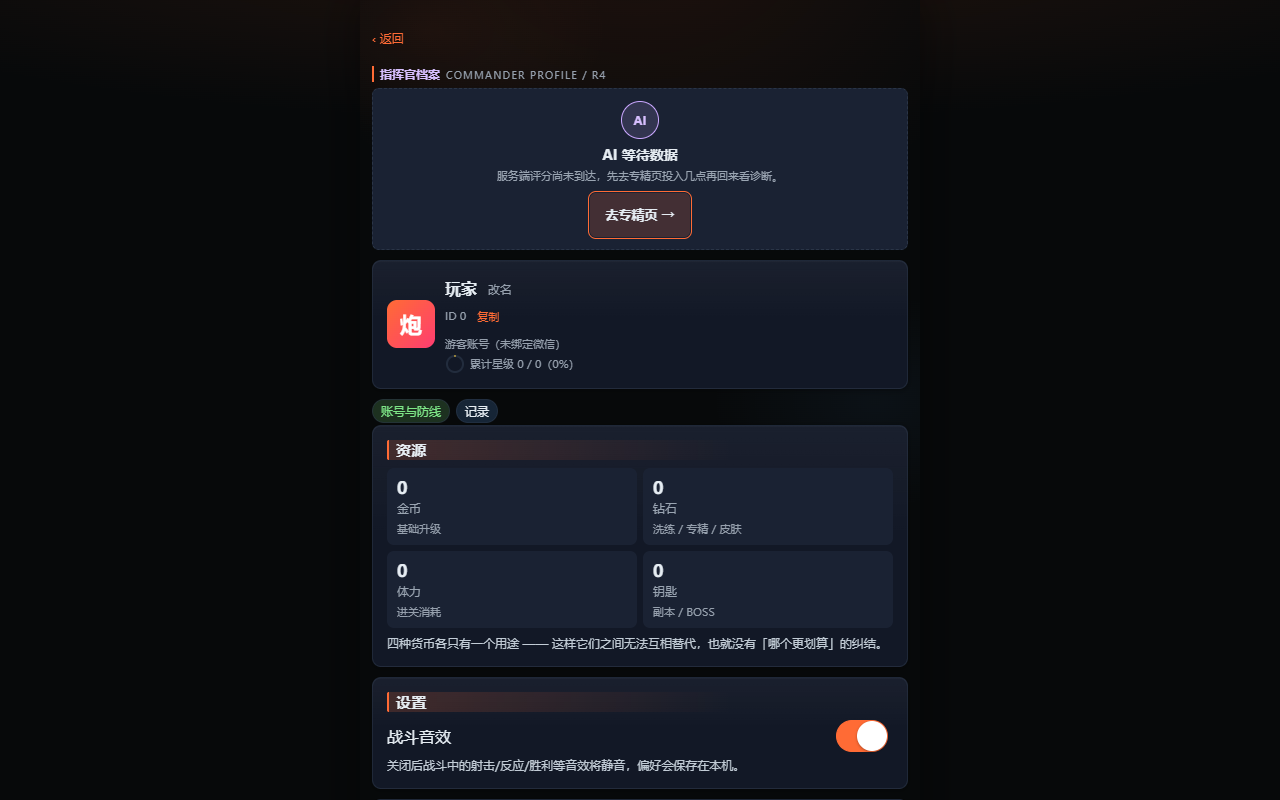 ‹ 返回
指挥官档案 COMMANDER PROFILE / R4
AI
AI 等待数据
服务端评分尚未到达，先去专精页投入几点再回来看诊断。
去专精页 →
炮
玩家 改名
ID 0 复制
游客账号（未绑定微信）
累计星级 0 / 0（0%）
账号与防线 记录
资源
0 0
金币 钻石
基础升级 洗练 / 专精 / 皮肤
0 0
体力 钥匙
进关消耗 副本 / BOSS
四种货币各只有一个用途 —— 这样它们之间无法互相替代，也就没有「哪个更划算」的纠结。
设置
战斗音效
关闭后战斗中的射击/反应/胜利等音效将静音，偏好会保存在本机。